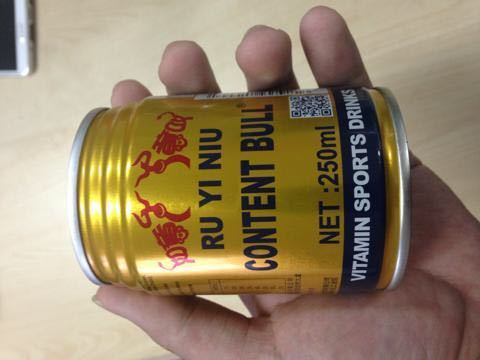 RU YI NIU
CONTENT BULL®
NET :250ml
VITAMIN SPORTS DRINKS